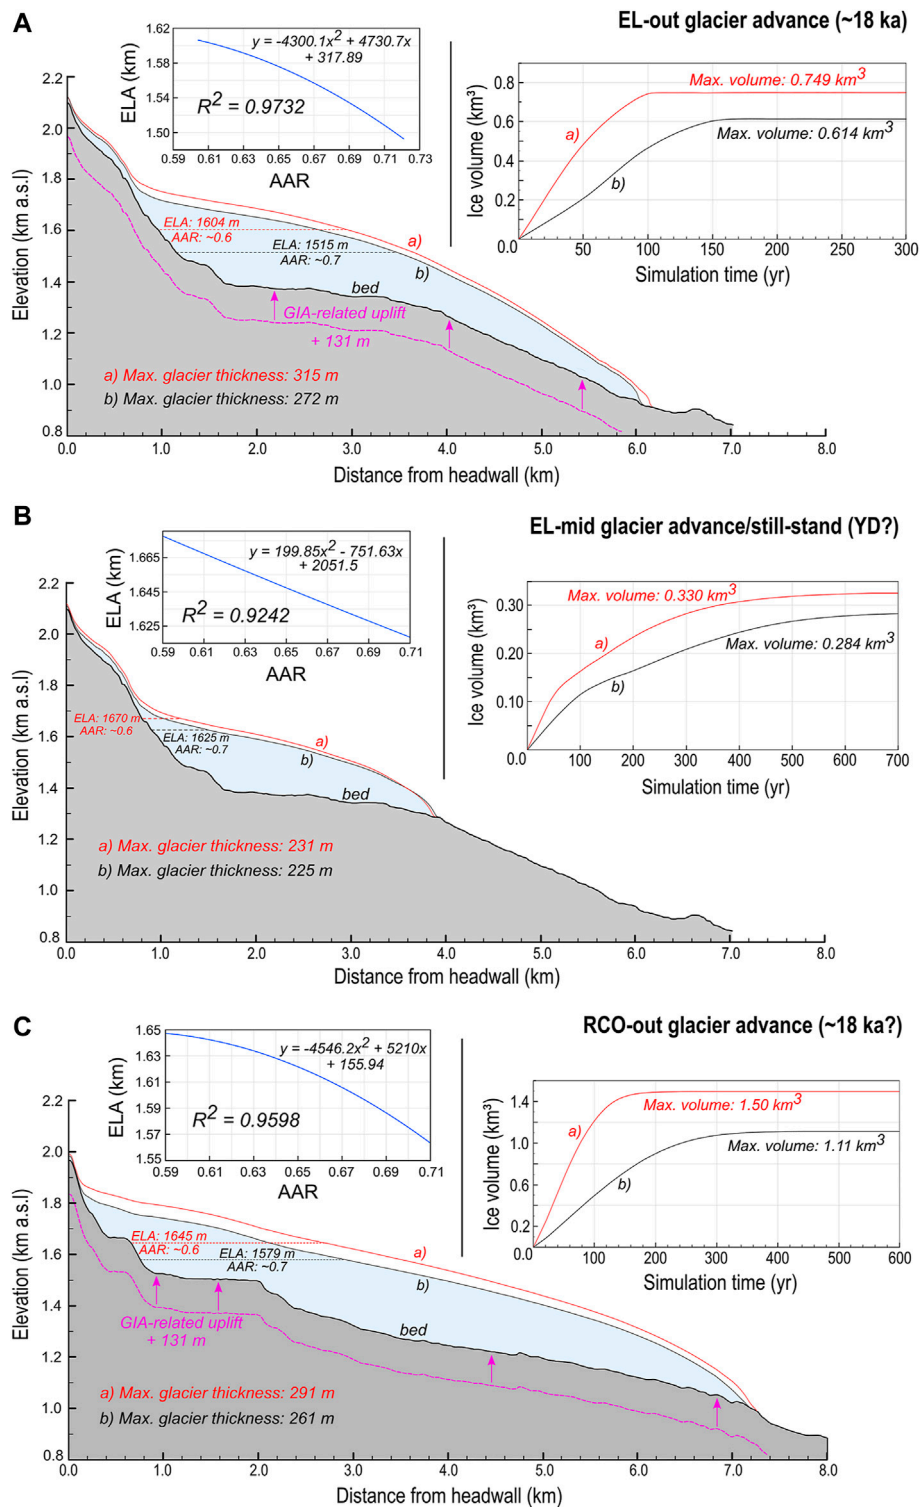 A
EL-out glacier advance (~18 ka)
1.62
1.58
1.54
1.50
ELA (km)
y = -4300.1x² + 4730.7x
+ 317.89
R² = 0.9732
0.59 0.61 0.63 0.65 0.67 0.69 0.71 0.73
AAR
0.8
0.6
0.4
0.2
0.0
Ice volume (km³)
Max. volume: 0.749 km³
a)
Max. volume: 0.614 km³
b)
50 100 150 200 250 300
Simulation time (yr)
2.2
2.0
1.8
1.6
1.4
1.2
1.0
0.8
Elevation (km a.s.l)
ELA: 1604 m
AAR: ~0.6
ELA: 1515 m
AAR: ~0.7
a)
b)
bed
GIA-related uplift
+ 131 m
a) Max. glacier thickness: 315 m
b) Max. glacier thickness: 272 m
0.0 1.0 2.0 3.0 4.0 5.0 6.0 7.0 8.0
Distance from headwall (km)
B
EL-mid glacier advance/still-stand (YD?)
1.665
1.645
1.625
ELA (km)
y = 199.85x² - 751.63x
+ 2051.5
R² = 0.9242
0.59 0.61 0.63 0.65 0.67 0.69 0.71
AAR
0.30
0.20
0.10
0.0
Ice volume (km³)
Max. volume: 0.330 km³
a)
Max. volume: 0.284 km³
b)
100 200 300 400 500 600 700
Simulation time (yr)
2.2
2.0
1.8
1.6
1.4
1.2
1.0
0.8
Elevation (km a.s.l)
ELA: 1670 m
AAR: ~0.6
ELA: 1625 m
AAR: ~0.7
a)
b)
bed
a) Max. glacier thickness: 231 m
b) Max. glacier thickness: 225 m
0.0 1.0 2.0 3.0 4.0 5.0 6.0 7.0 8.0
Distance from headwall (km)
C
RCO-out glacier advance (~18 ka?)
1.65
1.63
1.61
1.59
1.57
1.55
ELA (km)
y = -4546.2x² + 5210x
+ 155.94
R² = 0.9598
0.59 0.61 0.63 0.65 0.67 0.69 0.71
AAR
1.4
1.0
0.6
0.2
0.0
Ice volume (km³)
Max. volume: 1.50 km³
a)
Max. volume: 1.11 km³
b)
100 200 300 400 500 600
Simulation time (yr)
2.2
2.0
1.8
1.6
1.4
1.2
1.0
0.8
Elevation (km a.s.l)
ELA: 1645 m
AAR: ~0.6
ELA: 1579 m
AAR: ~0.7
a)
b)
bed
GIA-related uplift
+ 131 m
a) Max. glacier thickness: 291 m
b) Max. glacier thickness: 261 m
0.0 1.0 2.0 3.0 4.0 5.0 6.0 7.0 8.0
Distance from headwall (km)